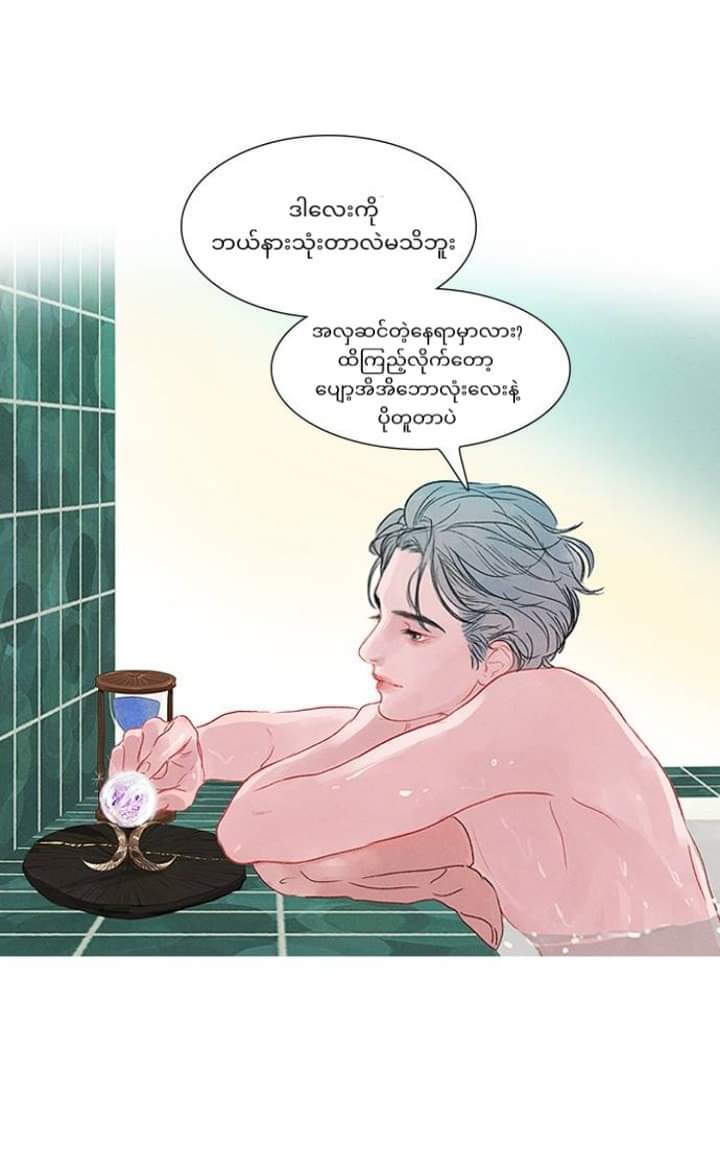 ဒါလေးကို
ဘယ်နားသုံးတာလဲမသိဘူး
အလှဆင်တဲ့နေရာမှာလား?
ထိကြည့်လိုက်တော့
ပျော့အိအိဘောလုံးလေးနဲ့
ပိုတူတာပဲ